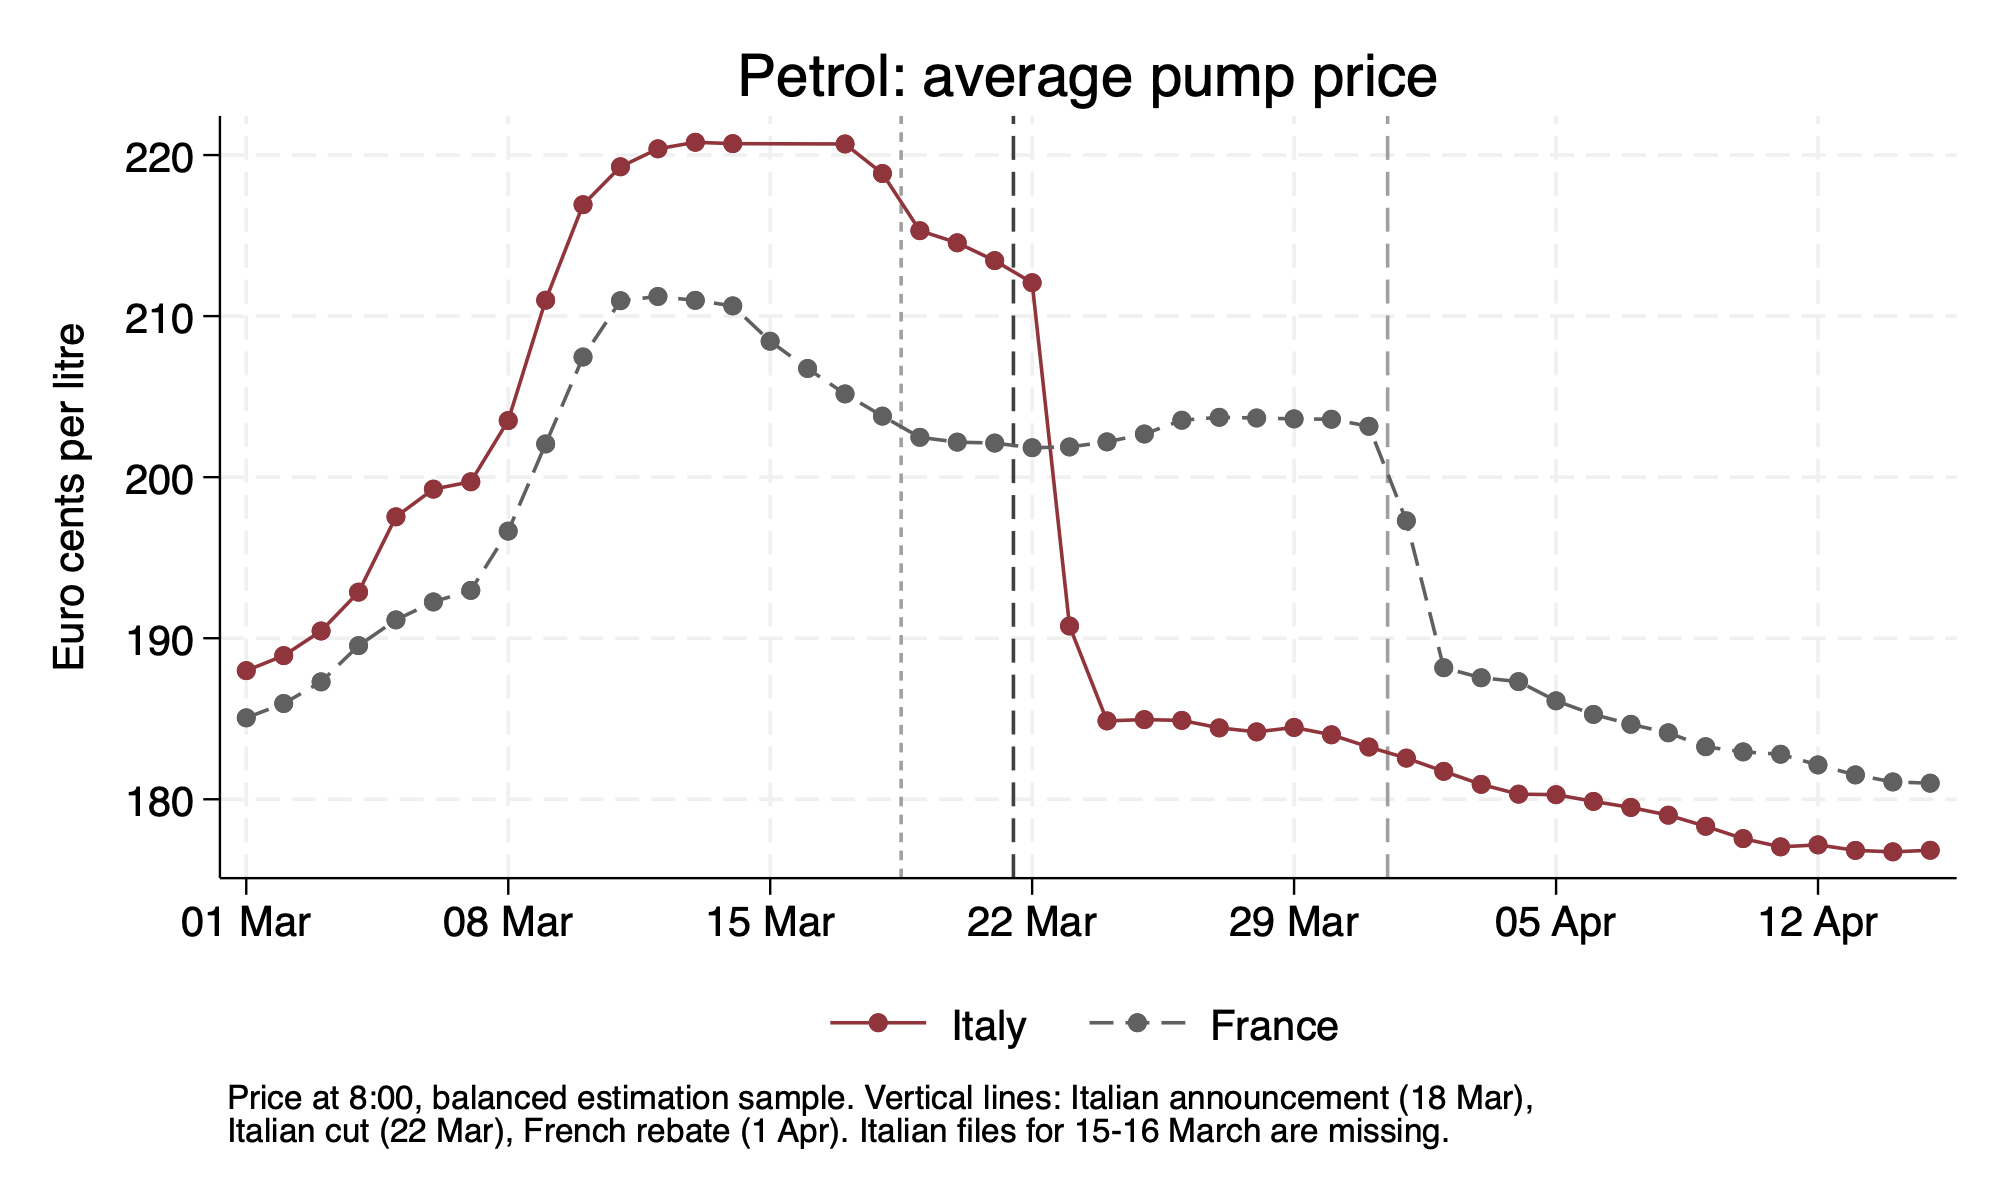 Petrol: average pump price
Euro cents per litre
220
210
200
190
180
01 Mar
08 Mar
15 Mar
22 Mar
29 Mar
05 Apr
12 Apr
Italy
France
Price at 8:00, balanced estimation sample. Vertical lines: Italian announcement (18 Mar),
Italian cut (22 Mar), French rebate (1 Apr). Italian files for 15-16 March are missing.